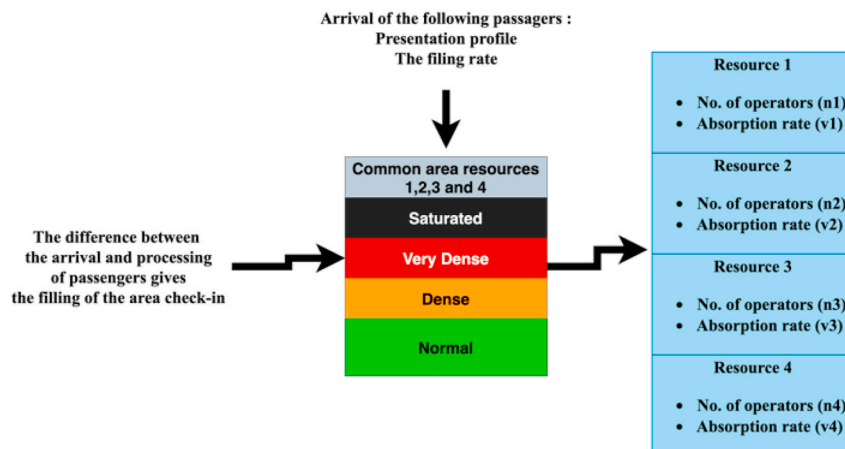 Arrival of the following passagers :
Presentation profile
The filing rate
Common area resources
1,2,3 and 4
Saturated
Very Dense
Dense
Normal
The difference between
the arrival and processing
of passengers gives
the filling of the area check-in
Resource 1
• No. of operators (n1)
• Absorption rate (v1)
Resource 2
• No. of operators (n2)
• Absorption rate (v2)
Resource 3
• No. of operators (n3)
• Absorption rate (v3)
Resource 4
• No. of operators (n4)
• Absorption rate (v4)